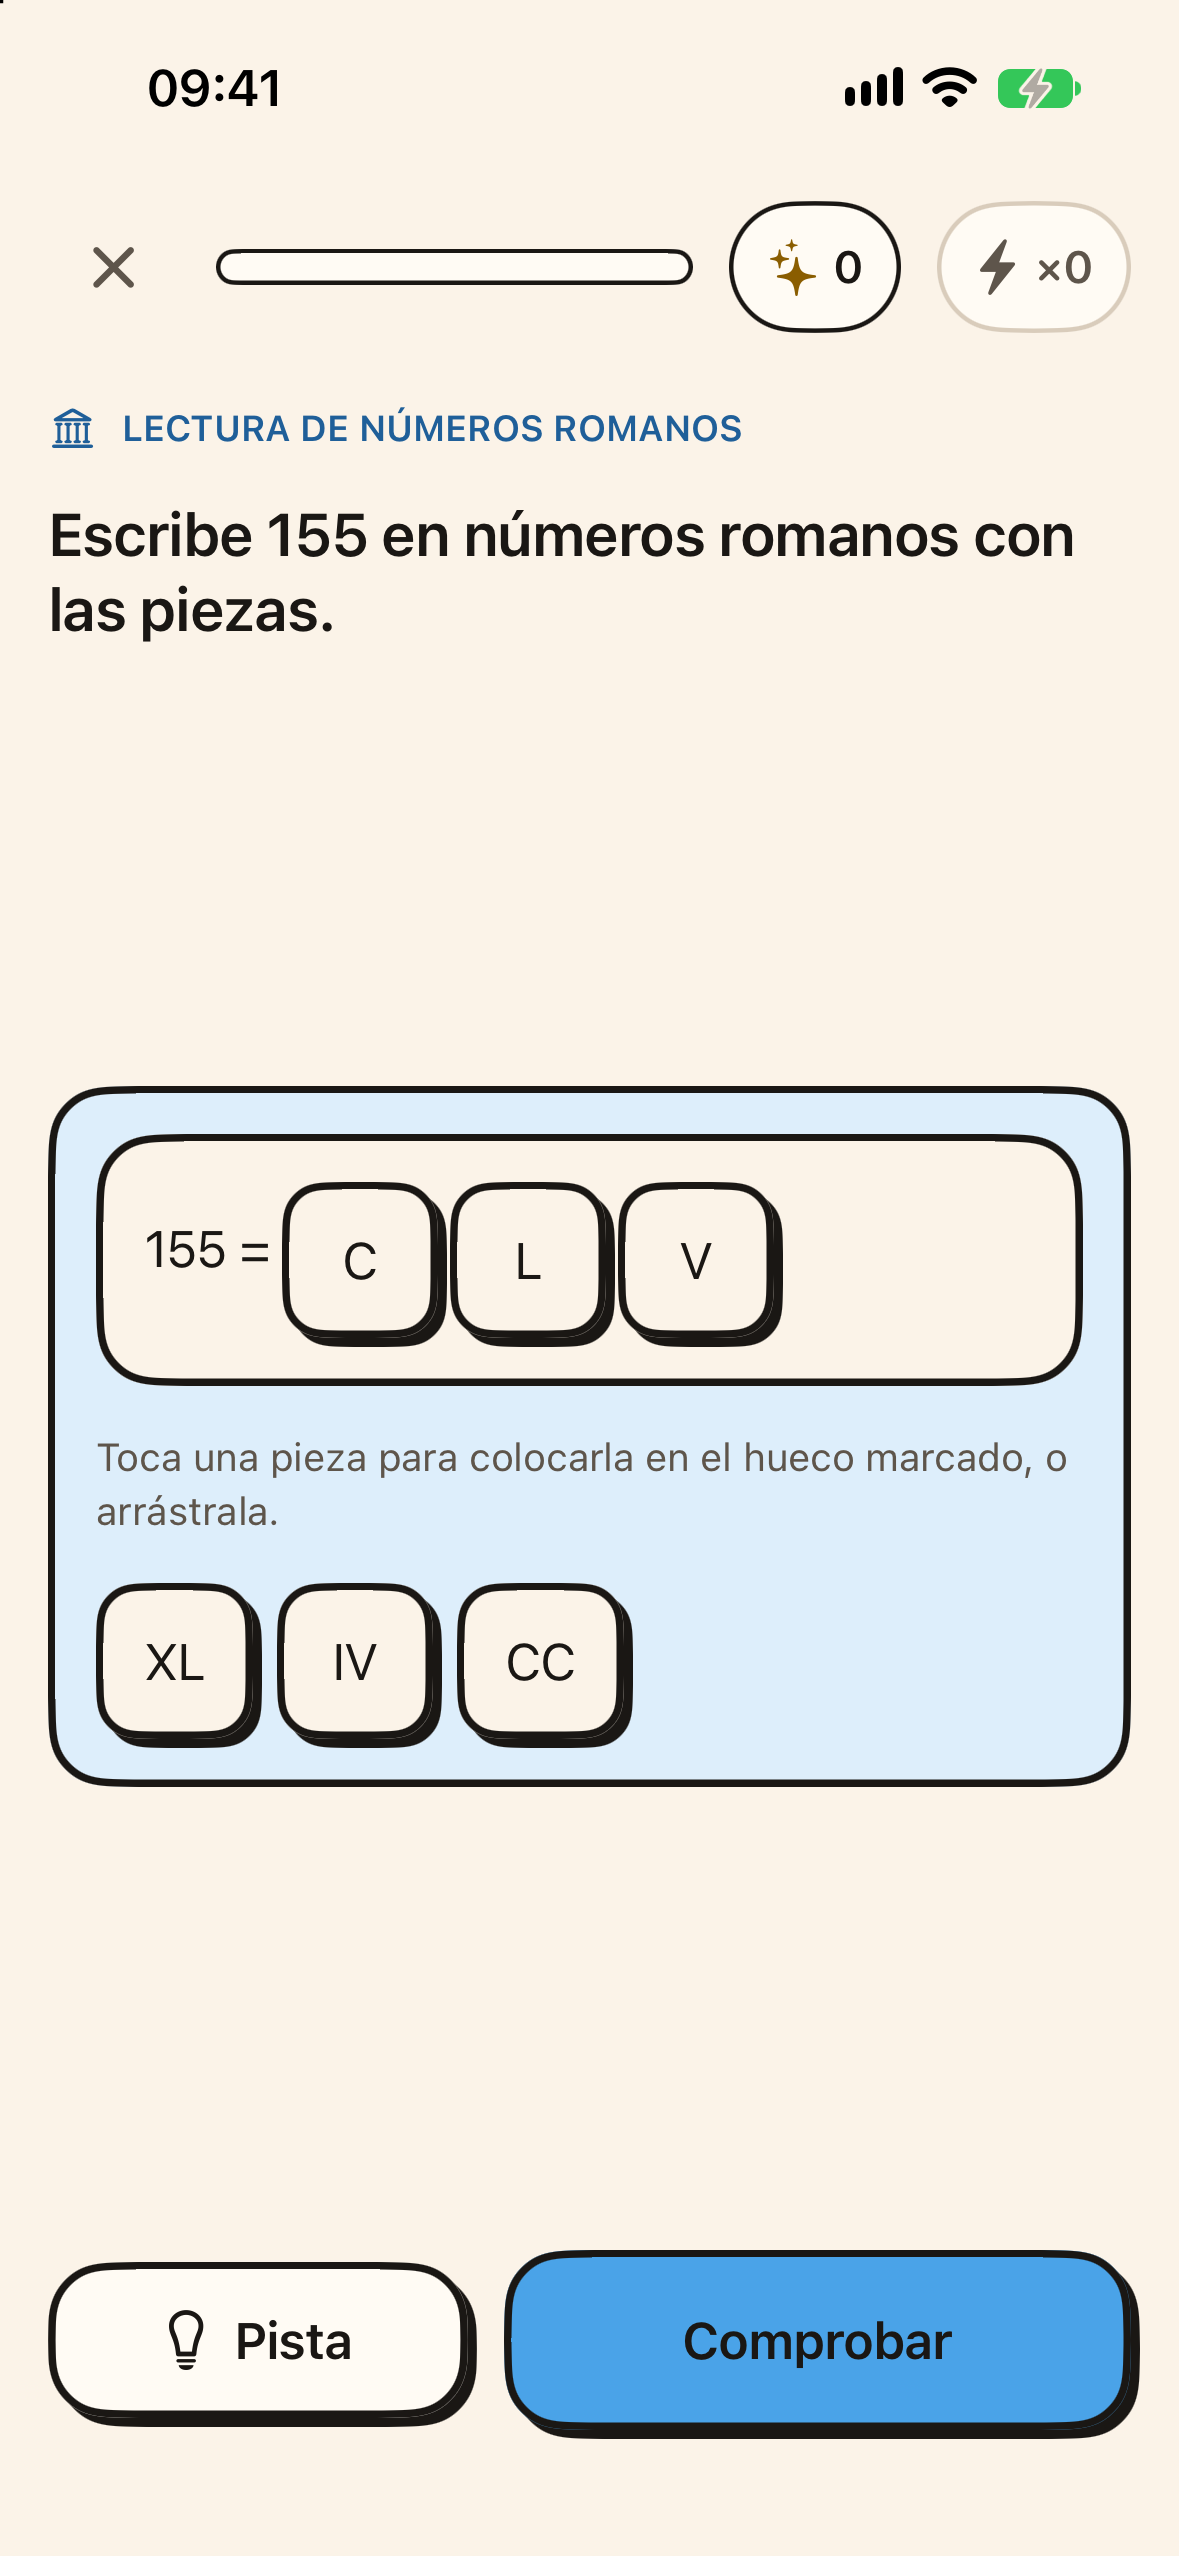 09:41
0
×0
LECTURA DE NÚMEROS ROMANOS
Escribe 155 en números romanos con
las piezas.
155 = C L V
Toca una pieza para colocarla en el hueco marcado, o
arrástrala.
XL IV CC
Pista
Comprobar